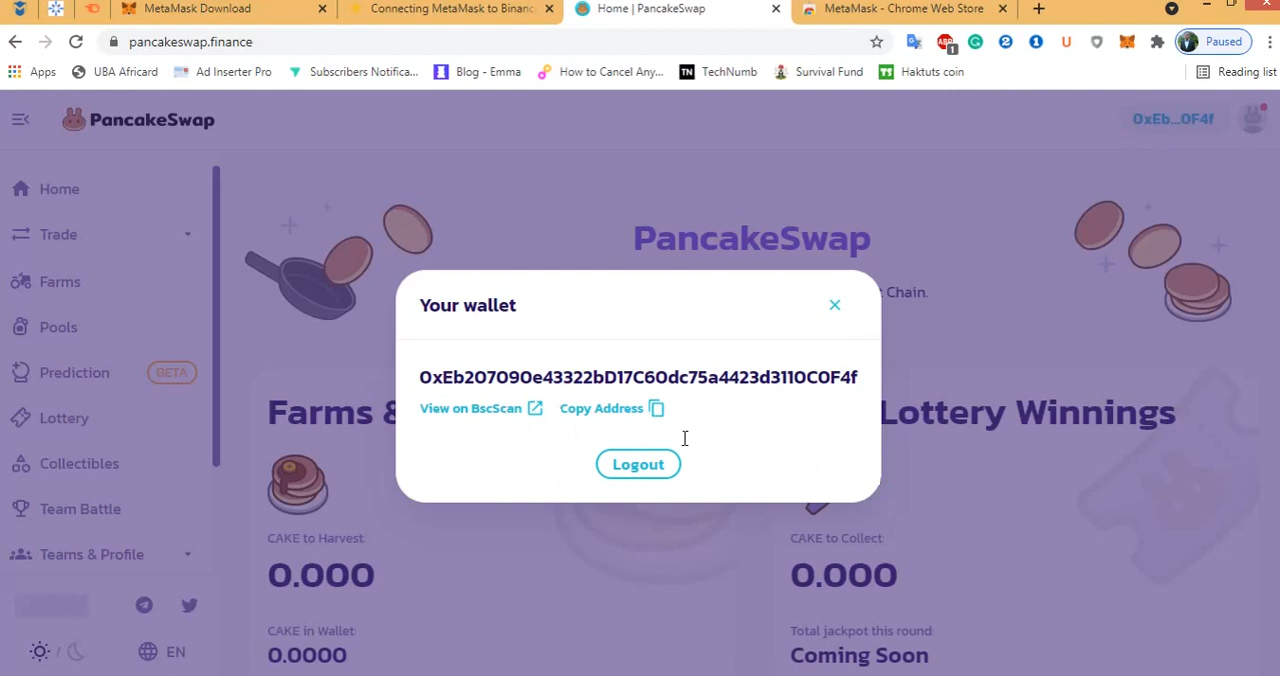 MetaMask Download
Connecting MetaMask to Binanc
Home | PancakeSwap
MetaMask - Chrome Web Store
pancakeswap.finance
Paused
Apps
UBA Africard
Ad Inserter Pro
Subscribers Notifica...
Blog - Emma
How to Cancel Any...
TechNumb
Survival Fund
Haktuts coin
Reading list
PancakeSwap
0xEb...0F4f
Home
Trade
Farms
Pools
Prediction
BETA
Lottery
Collectibles
Team Battle
Teams & Profile
EN
PancakeSwap
Chain.
Your wallet
0xEb207090e43322bD17C60dc75a4423d3110C0F4f
View on BscScan
Copy Address
Logout
Farms &
CAKE to Harvest:
0.000
CAKE in Wallet:
0.0000
Lottery Winnings
CAKE to Collect:
0.000
Total jackpot this round:
Coming Soon